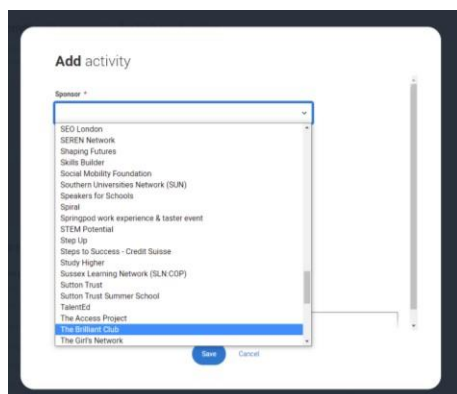 Add activity
Sponsor *
SEO London
SEREN Network
Shaping Futures
Skills Builder
Social Mobility Foundation
Southern Universities Network (SUN)
Speakers for Schools
Spiral
Springpod work experience & taster event
STEM Potential
Step Up
Steps to Success - Credit Suisse
Study Higher
Sussex Learning Network (SLN:COP)
Sutton Trust
Sutton Trust Summer School
TalentEd
The Access Project
The Brilliant Club
The Girl's Network
Save Cancel